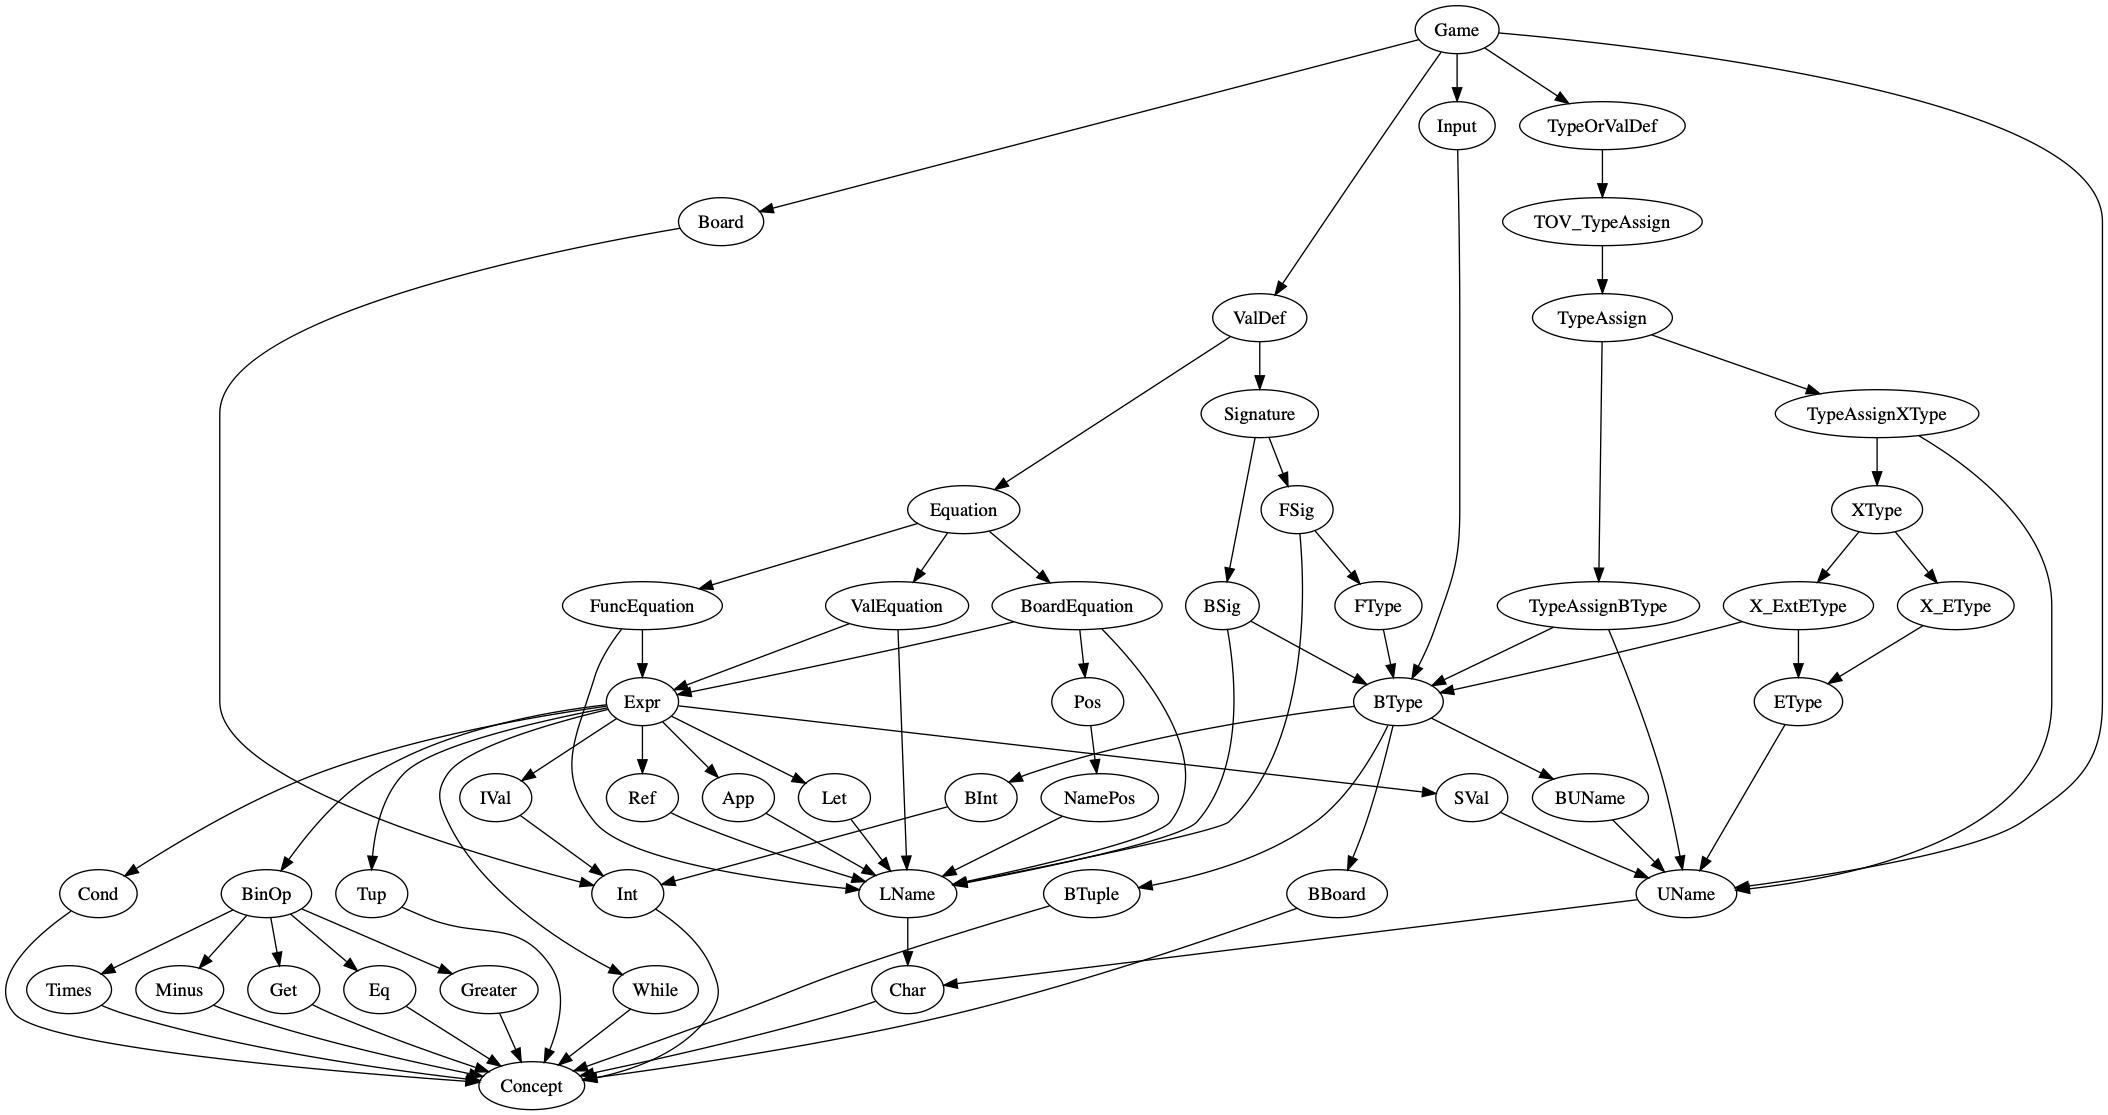 Game
Input
TypeOrValDef
Board
TOV_TypeAssign
ValDef
TypeAssign
Signature
TypeAssignXType
Equation
FSig
XType
FuncEquation
ValEquation
BoardEquation
BSig
FType
TypeAssignBType
X_ExtEType
X_EType
Expr
Pos
BType
EType
IVal
Ref
App
Let
BInt
NamePos
SVal
BUName
Cond
BinOp
Tup
Int
LName
BTuple
BBoard
UName
Times
Minus
Get
Eq
Greater
While
Char
Concept